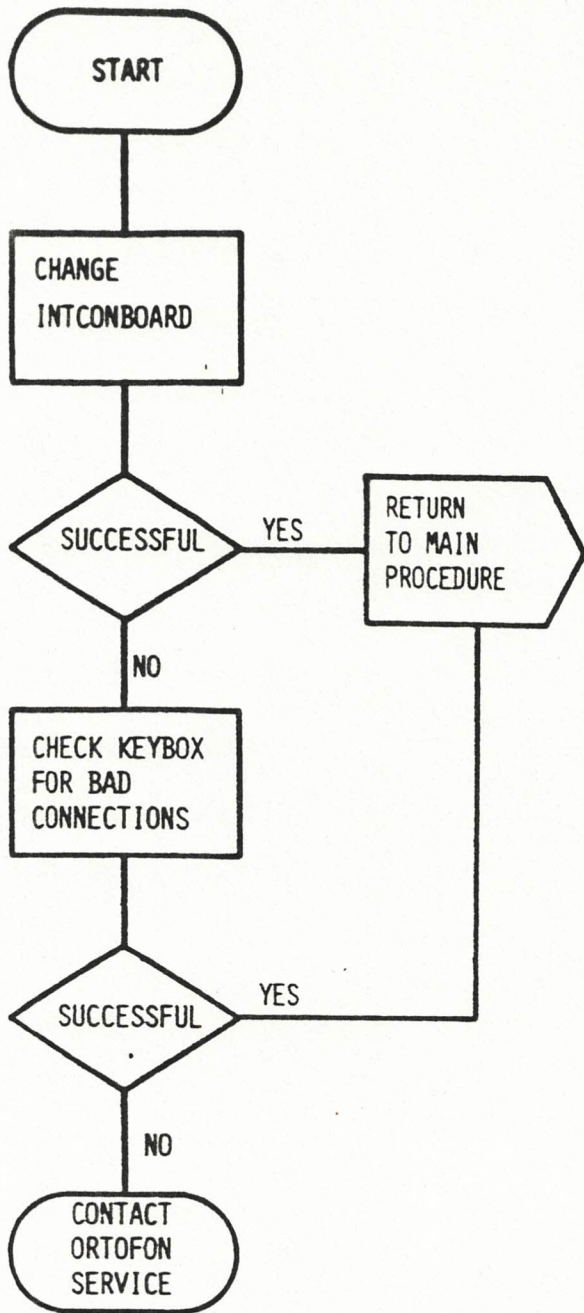 START
CHANGE
INTCONBOARD
SUCCESSFUL
YES
RETURN
TO MAIN
PROCEDURE
NO
CHECK KEYBOX
FOR BAD
CONNECTIONS
SUCCESSFUL
YES
NO
CONTACT
ORTOFON
SERVICE